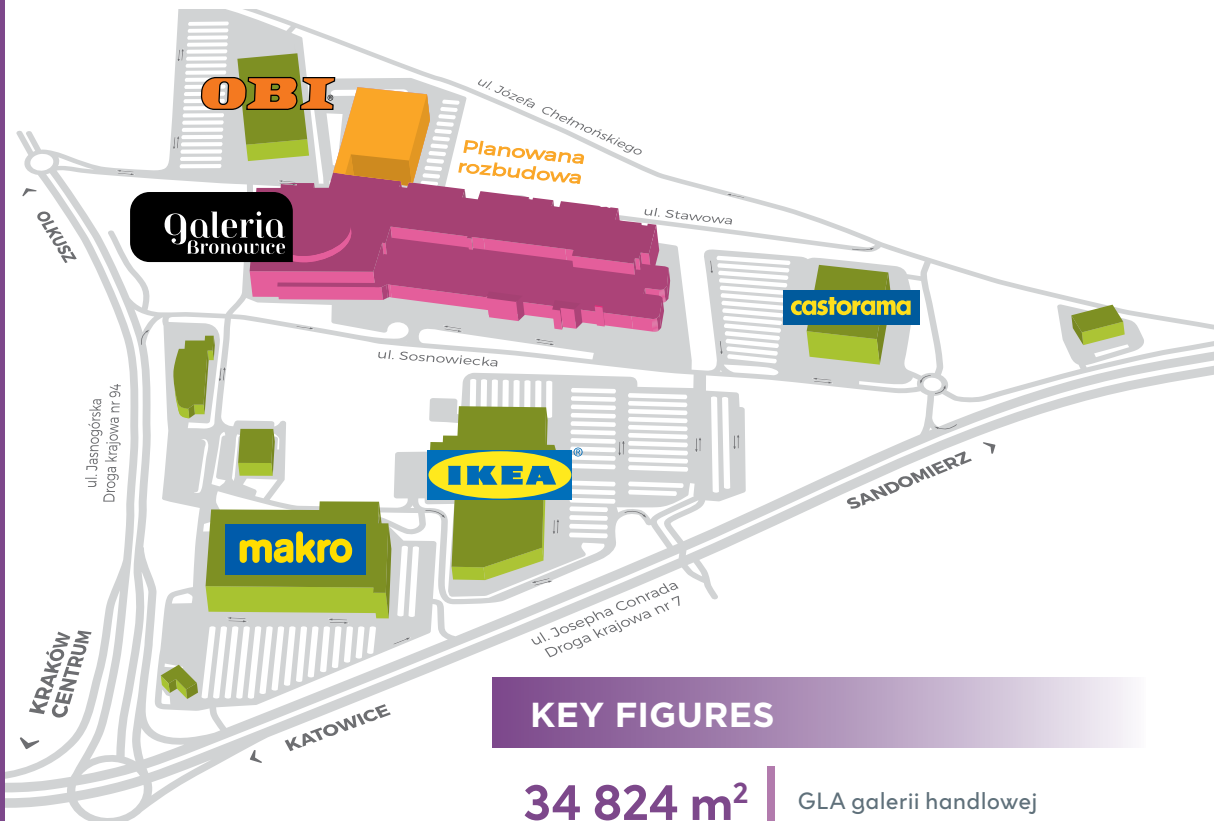 OBI®
ul. Józefa Chełmońskiego
Planowana
rozbudowa
galeria
Bronowice
ul. Stawowa
OLKUSZ
castorama
ul. Sosnowiecka
ul. Jasnogórska
Droga krajowa nr 94
IKEA®
SANDOMIERZ
makro
ul. Josepha Conrada
Droga krajowa nr 7
KRAKÓW
CENTRUM
KATOWICE
KEY FIGURES
34 824 m²
GLA galerii handlowej